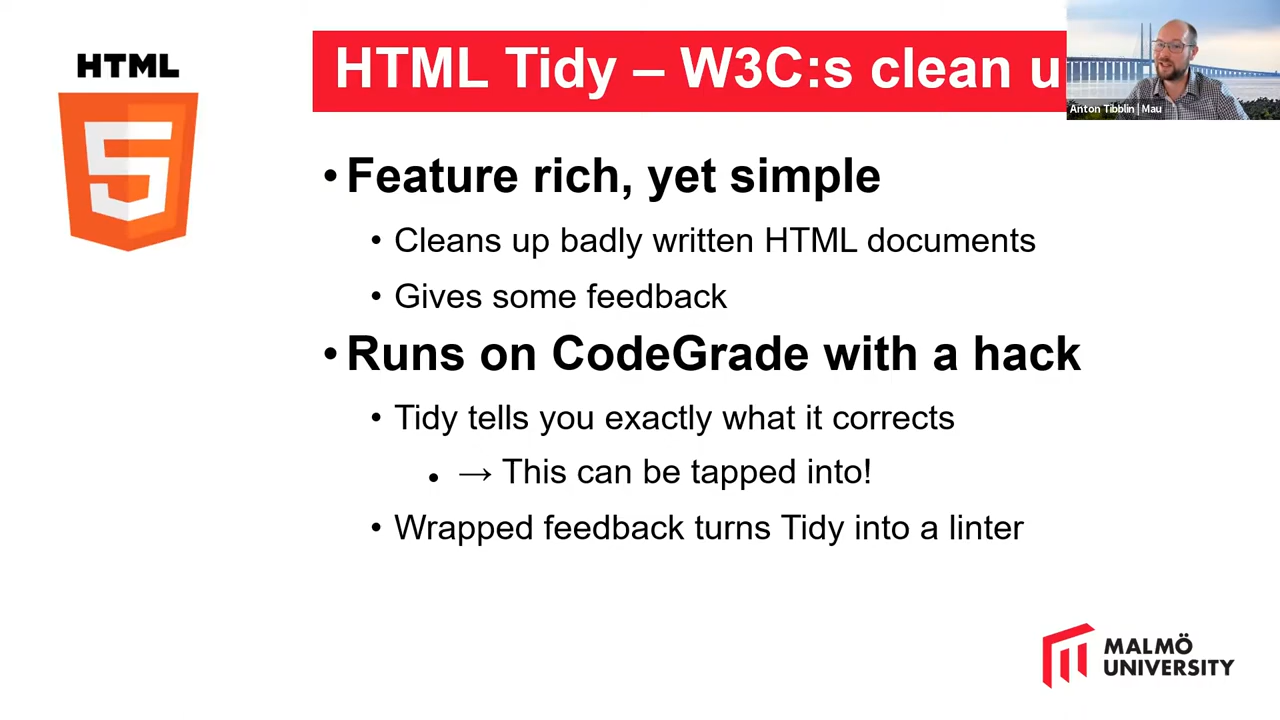 HTML
5
HTML Tidy – W3C:s clean u
Anton Tibblin | Mau
• Feature rich, yet simple
• Cleans up badly written HTML documents
• Gives some feedback
• Runs on CodeGrade with a hack
• Tidy tells you exactly what it corrects
• → This can be tapped into!
• Wrapped feedback turns Tidy into a linter
MALMÖ
UNIVERSITY